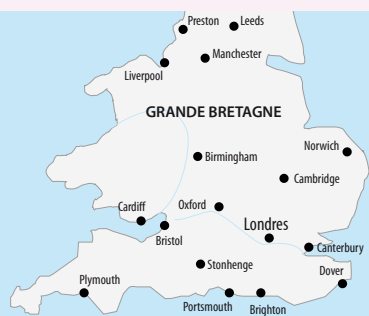 Preston
Leeds
Manchester
Liverpool
GRANDE BRETAGNE
Norwich
Birmingham
Cambridge
Cardiff
Oxford
Londres
Bristol
Canterbury
Stonhenge
Dover
Plymouth
Portsmouth
Brighton